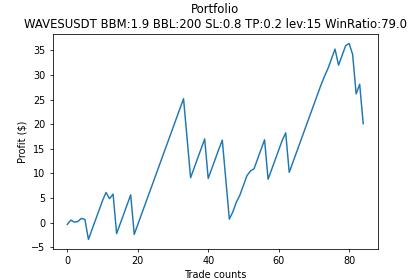 Portfolio
WAVESUSDT BBM:1.9 BBL:200 SL:0.8 TP:0.2 lev:15 WinRatio:79.0
35
30
25
20
15
10
5
0
−5
Profit ($)
0 20 40 60 80
Trade counts